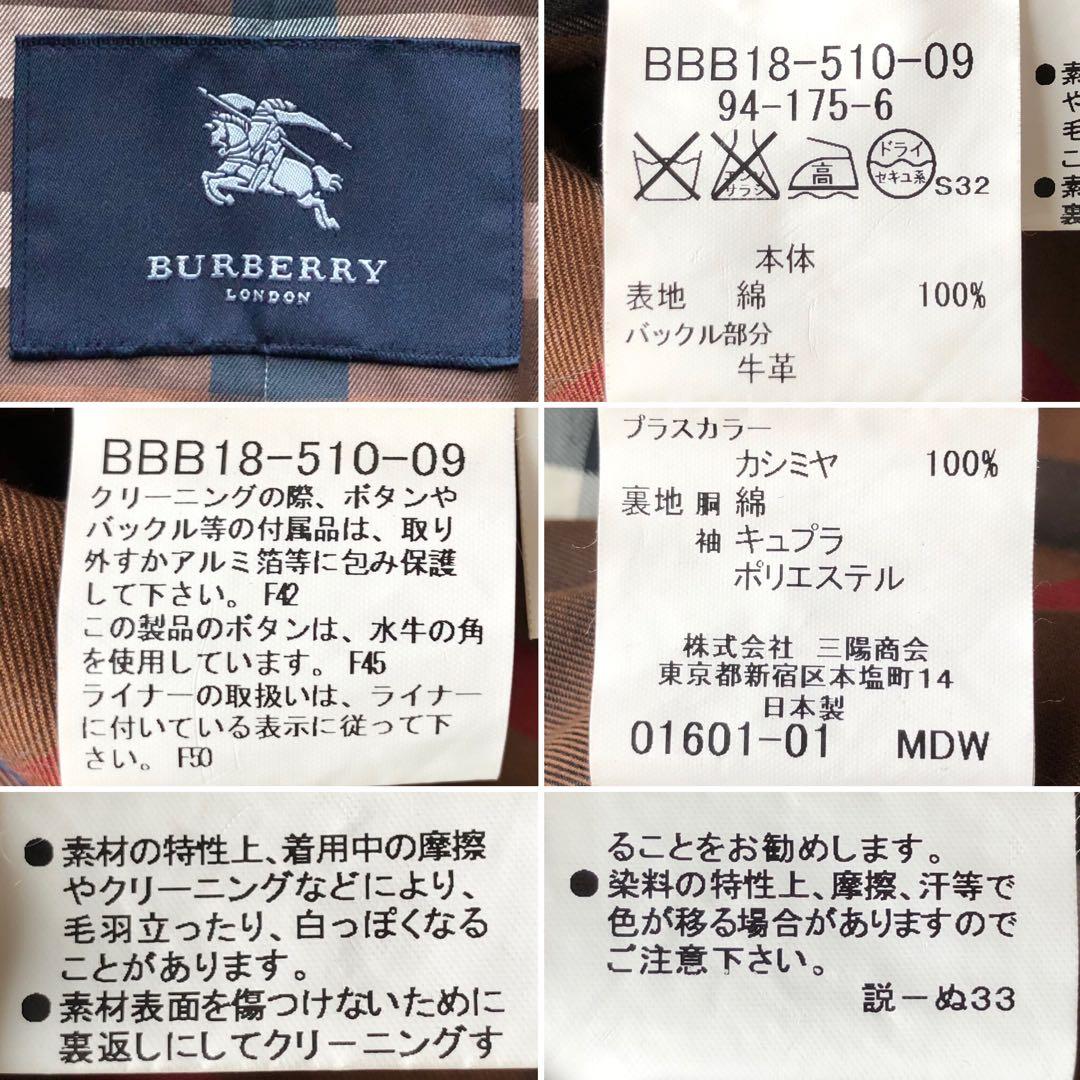 BURBERRY
LONDON
BBB18-510-09
94-175-6
エンソ
サラシ
高
ドライ
セキユ系
S32
本体
表地 綿 100%
バックル部分
牛革
BBB18-510-09
クリーニングの際、ボタンや
バックル等の付属品は、取り
外すかアルミ箔等に包み保護
して下さい。 F42
この製品のボタンは、水牛の角
を使用しています。 F45
ライナーの取扱いは、ライナー
に付いている表示に従って下
さい。 F50
プラスカラー
カシミヤ 100%
裏地 胴 綿
袖 キュプラ
ポリエステル
株式会社 三陽商会
東京都新宿区本塩町14
日本製
01601-01 MDW
●素材の特性上、着用中の摩擦
やクリーニングなどにより、
毛羽立ったり、白っぽくなる
ことがあります。
●素材表面を傷つけないために
裏返しにしてクリーニングす
ることをお勧めします。
●染料の特性上、摩擦、汗等で
色が移る場合がありますので
ご注意下さい。
説-ぬ33